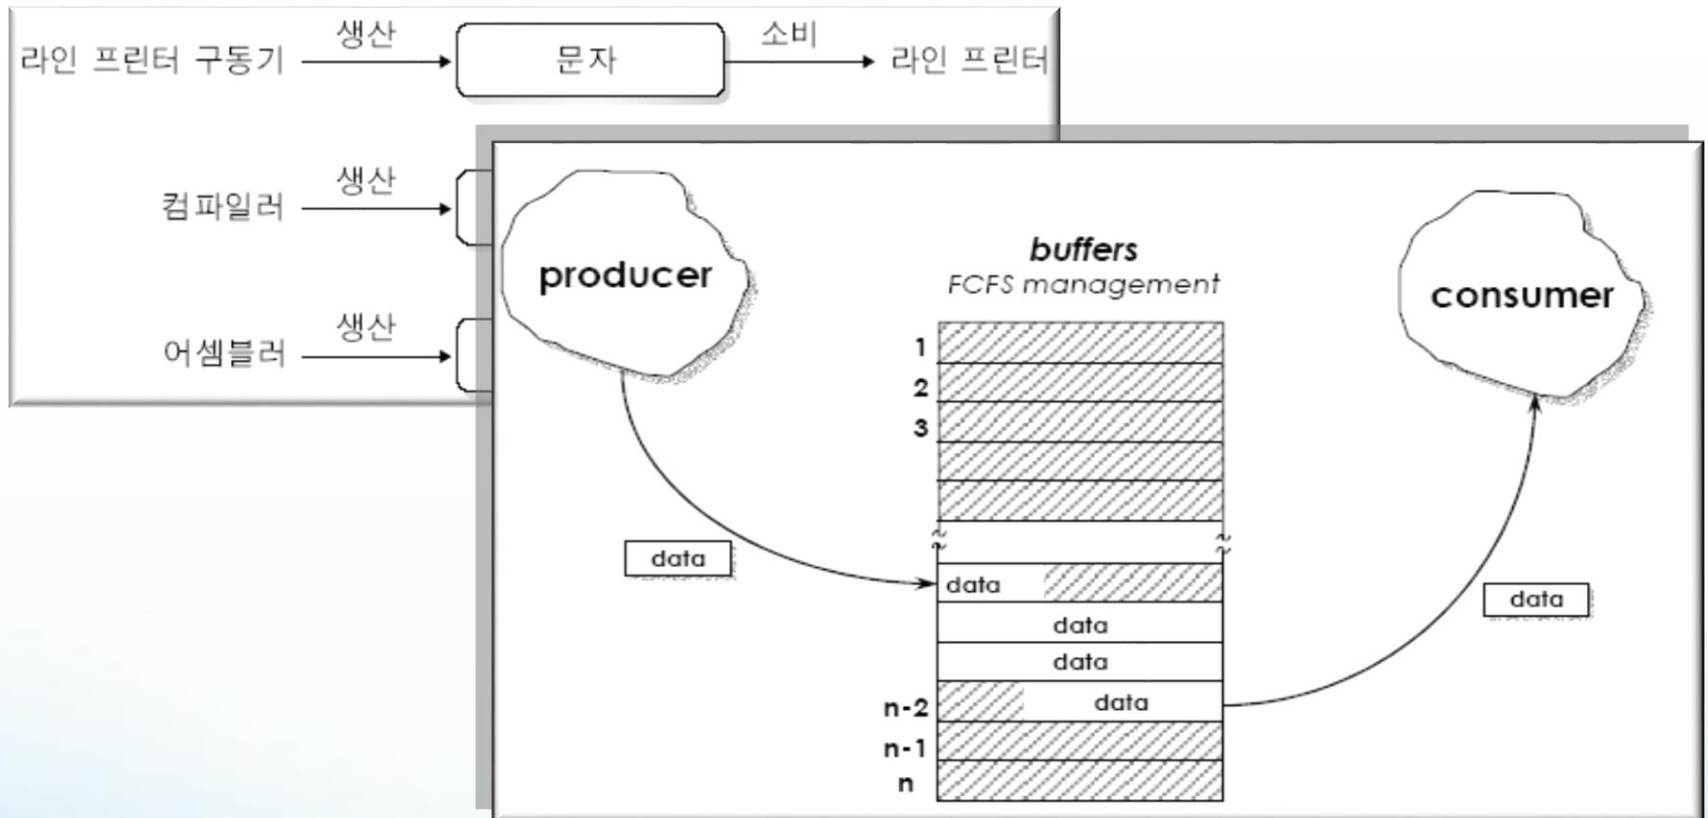 생산
소비
라인 프린터 구동기
문자
라인 프린터
생산
컴파일러
생산
어셈블러
producer
buffers
FCFS management
consumer
1
2
3
data
data
data
data
data
data
n-2
n-1
n